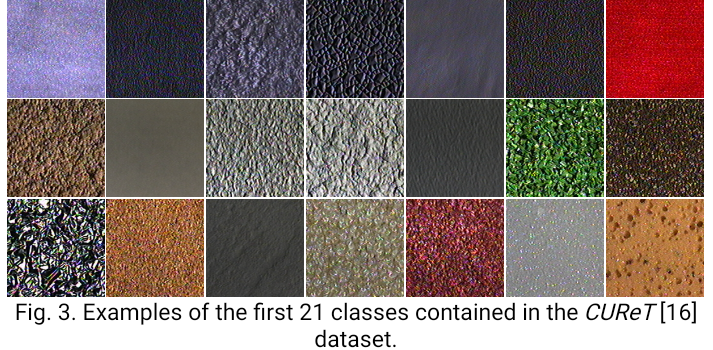 Fig. 3. Examples of the first 21 classes contained in the CUReT [16]
dataset.